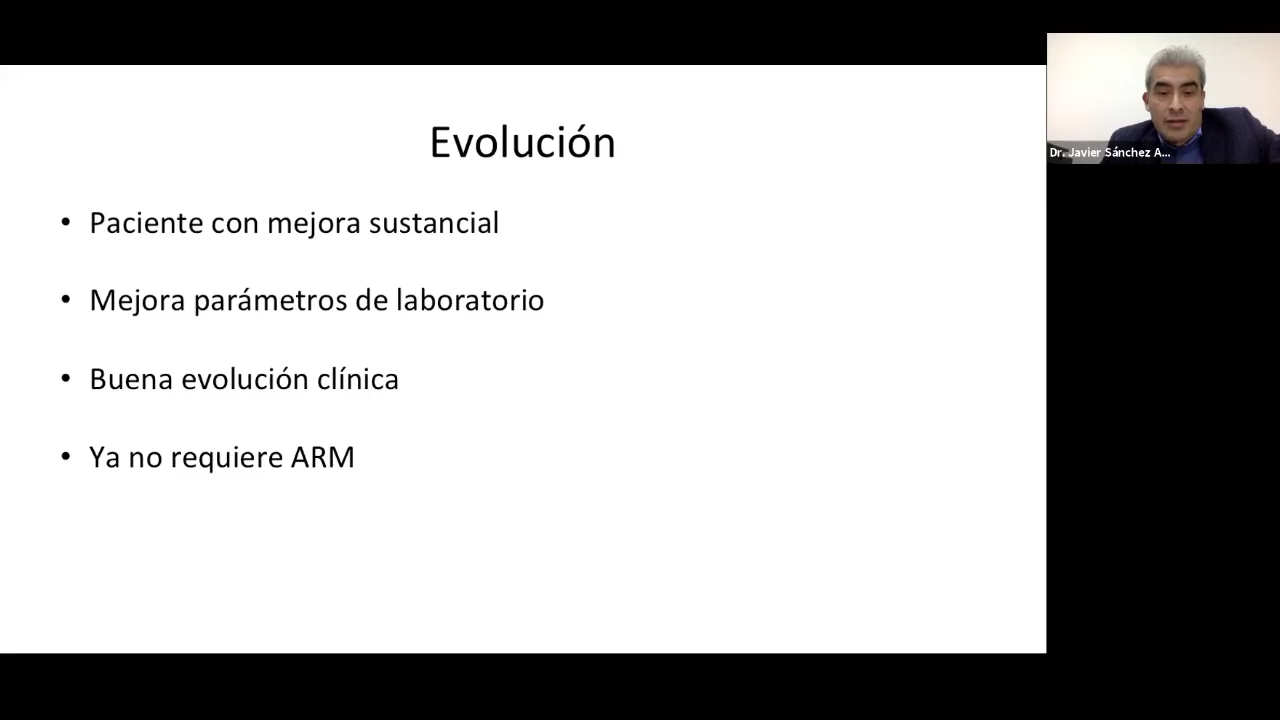 Evolución
• Paciente con mejora sustancial
• Mejora parámetros de laboratorio
• Buena evolución clínica
• Ya no requiere ARM
Dr. Javier Sánchez A...